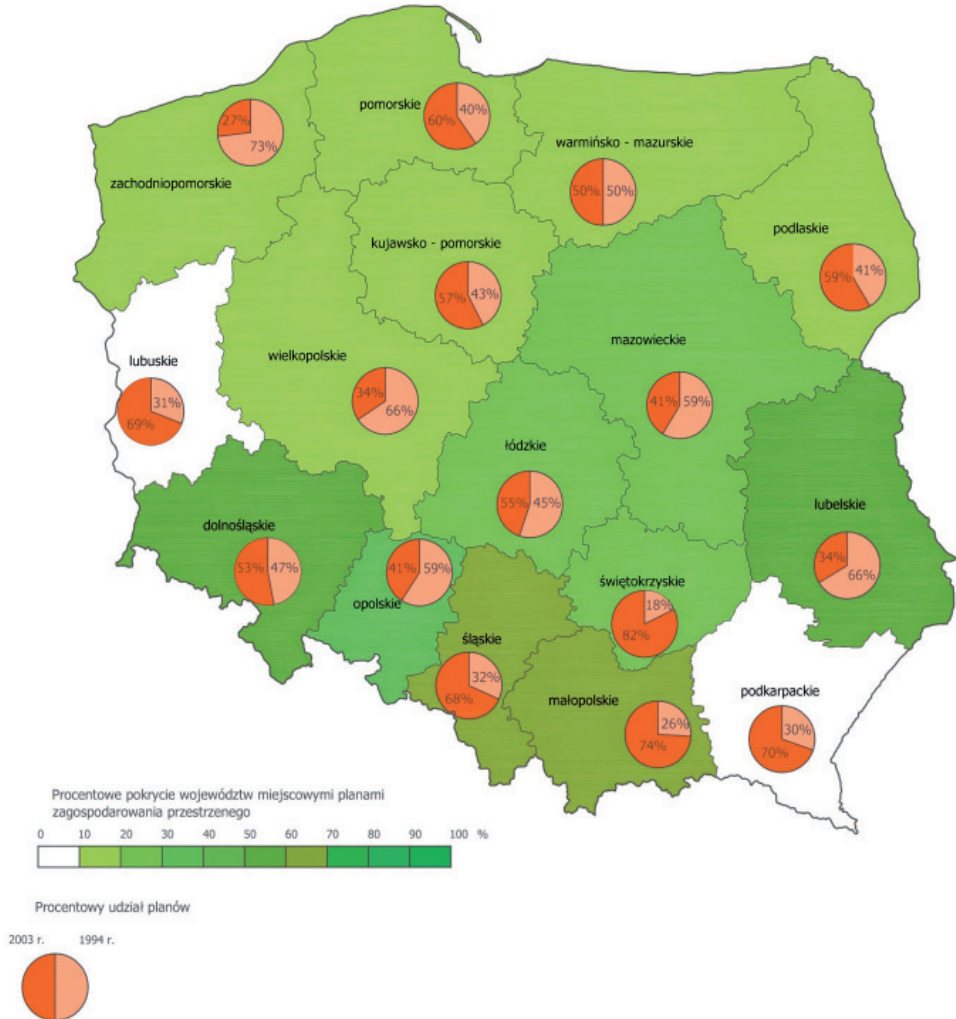 pomorskie
40%
60%
27%
73%
zachodniopomorskie
warmińsko - mazurskie
50% 50%
podlaskie
59% 41%
kujawsko - pomorskie
57% 43%
mazowieckie
41% 59%
lubuskie
31%
69%
wielkopolskie
34%
66%
łódzkie
55% 45%
lubelskie
34%
66%
dolnośląskie
53% 47%
41% 59%
opolskie
świętokrzyskie
18%
82%
śląskie
32%
68%
małopolskie
26%
74%
podkarpackie
30%
70%
Procentowe pokrycie województw miejscowymi planami
zagospodarowania przestrzenego
0 10 20 30 40 50 60 70 80 90 100 %
Procentowy udział planów
2003 r. 1994 r.